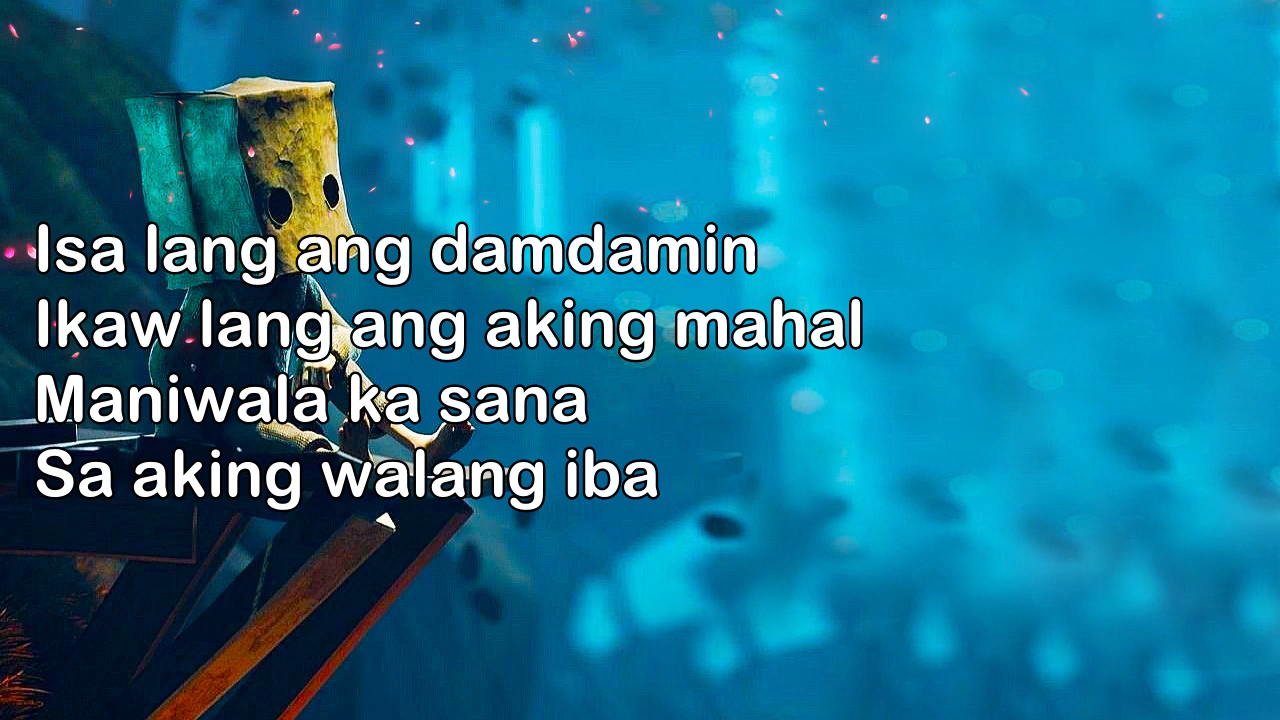 Isa lang ang damdamin
Ikaw lang ang aking mahal
Maniwala ka sana
Sa aking walang iba